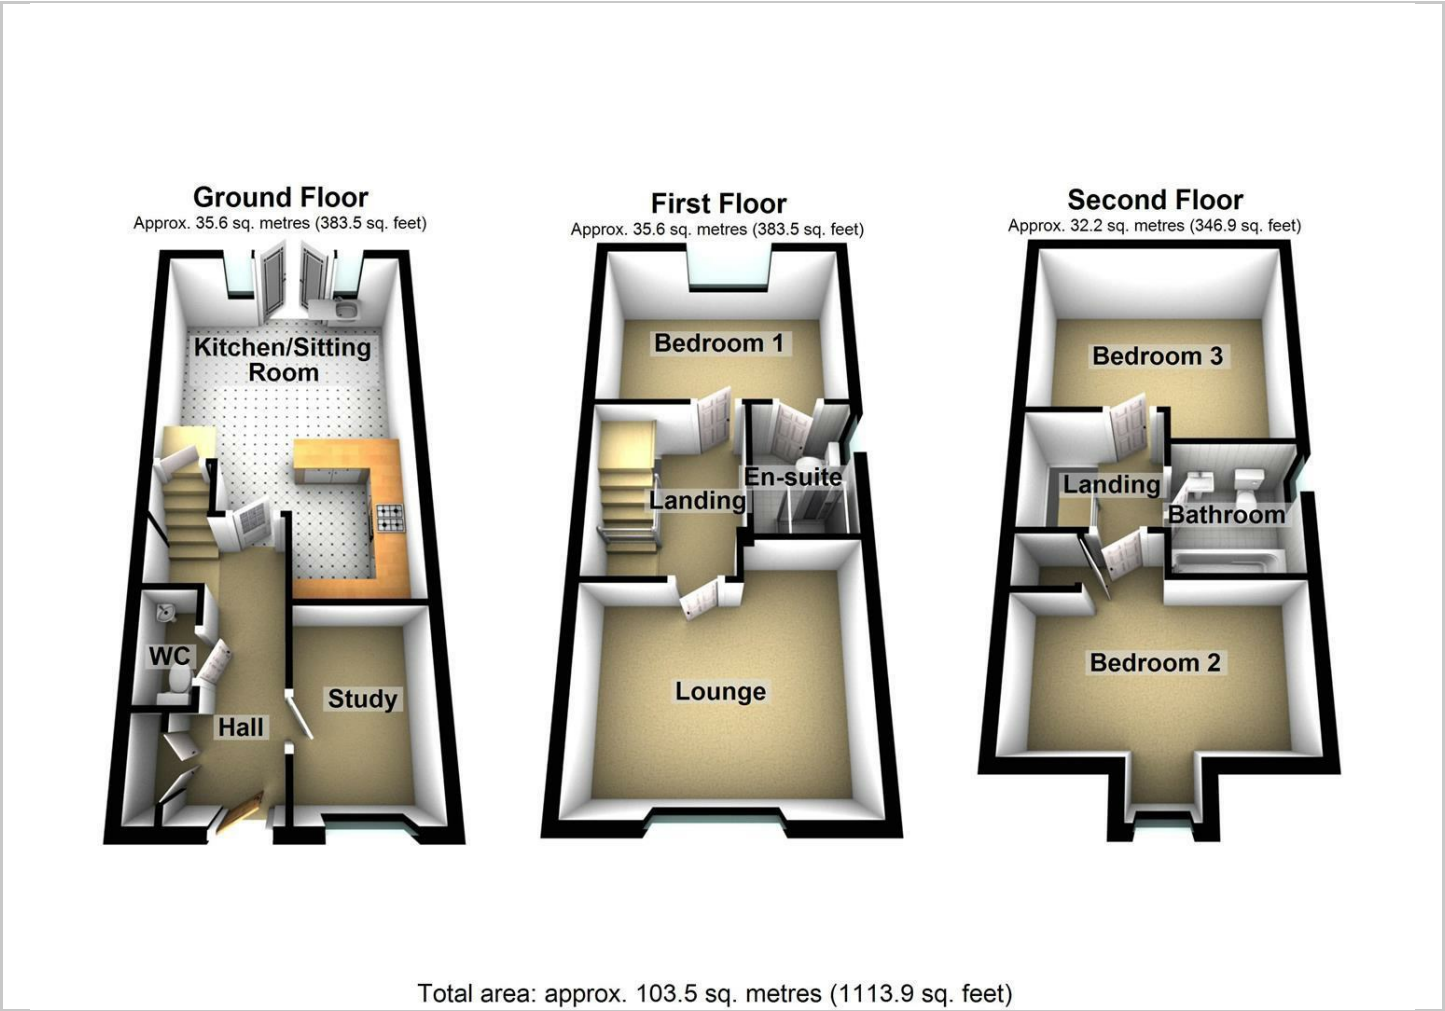 Ground Floor
Approx. 35.6 sq. metres (383.5 sq. feet)
Kitchen/Sitting
Room
WC
Study
Hall
First Floor
Approx. 35.6 sq. metres (383.5 sq. feet)
Bedroom 1
En-suite
Landing
Lounge
Second Floor
Approx. 32.2 sq. metres (346.9 sq. feet)
Bedroom 3
Landing
Bathroom
Bedroom 2
Total area: approx. 103.5 sq. metres (1113.9 sq. feet)